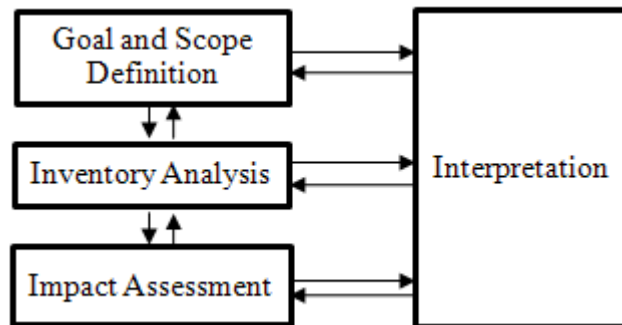 Goal and Scope
Definition
Inventory Analysis
Impact Assessment
Interpretation